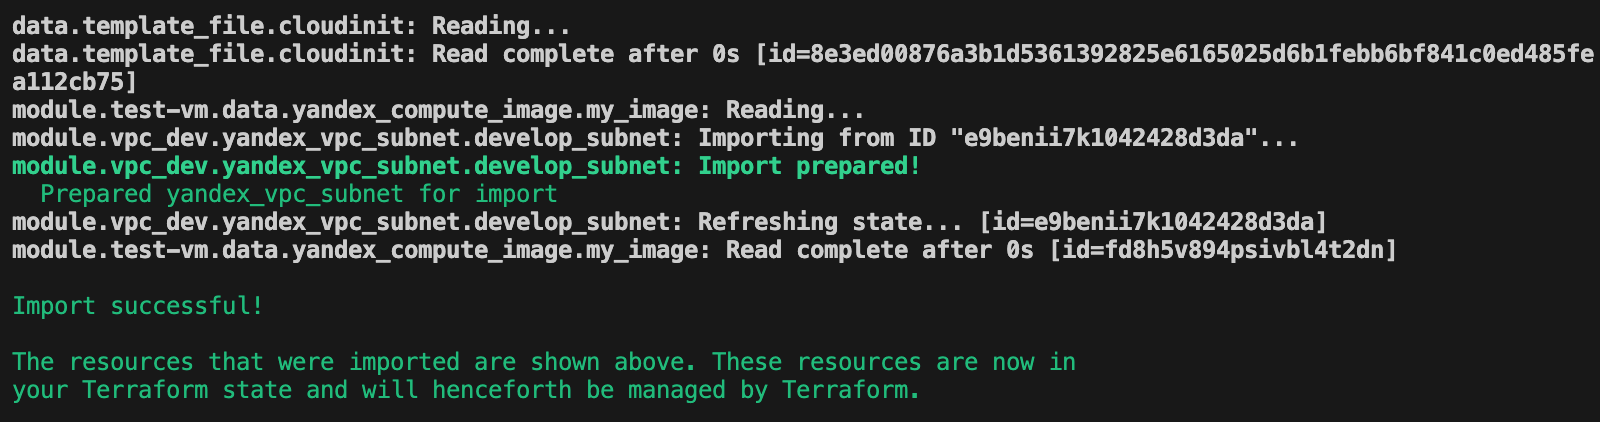 data.template_file.cloudinit: Reading...
data.template_file.cloudinit: Read complete after 0s [id=8e3ed00876a3b1d5361392825e6165025d6b1febb6bf841c0ed485fe
a112cb75]
module.test-vm.data.yandex_compute_image.my_image: Reading...
module.vpc_dev.yandex_vpc_subnet.develop_subnet: Importing from ID "e9benii7k1042428d3da"...
module.vpc_dev.yandex_vpc_subnet.develop_subnet: Import prepared!
  Prepared yandex_vpc_subnet for import
module.vpc_dev.yandex_vpc_subnet.develop_subnet: Refreshing state... [id=e9benii7k1042428d3da]
module.test-vm.data.yandex_compute_image.my_image: Read complete after 0s [id=fd8h5v894psivbl4t2dn]

Import successful!

The resources that were imported are shown above. These resources are now in
your Terraform state and will henceforth be managed by Terraform.